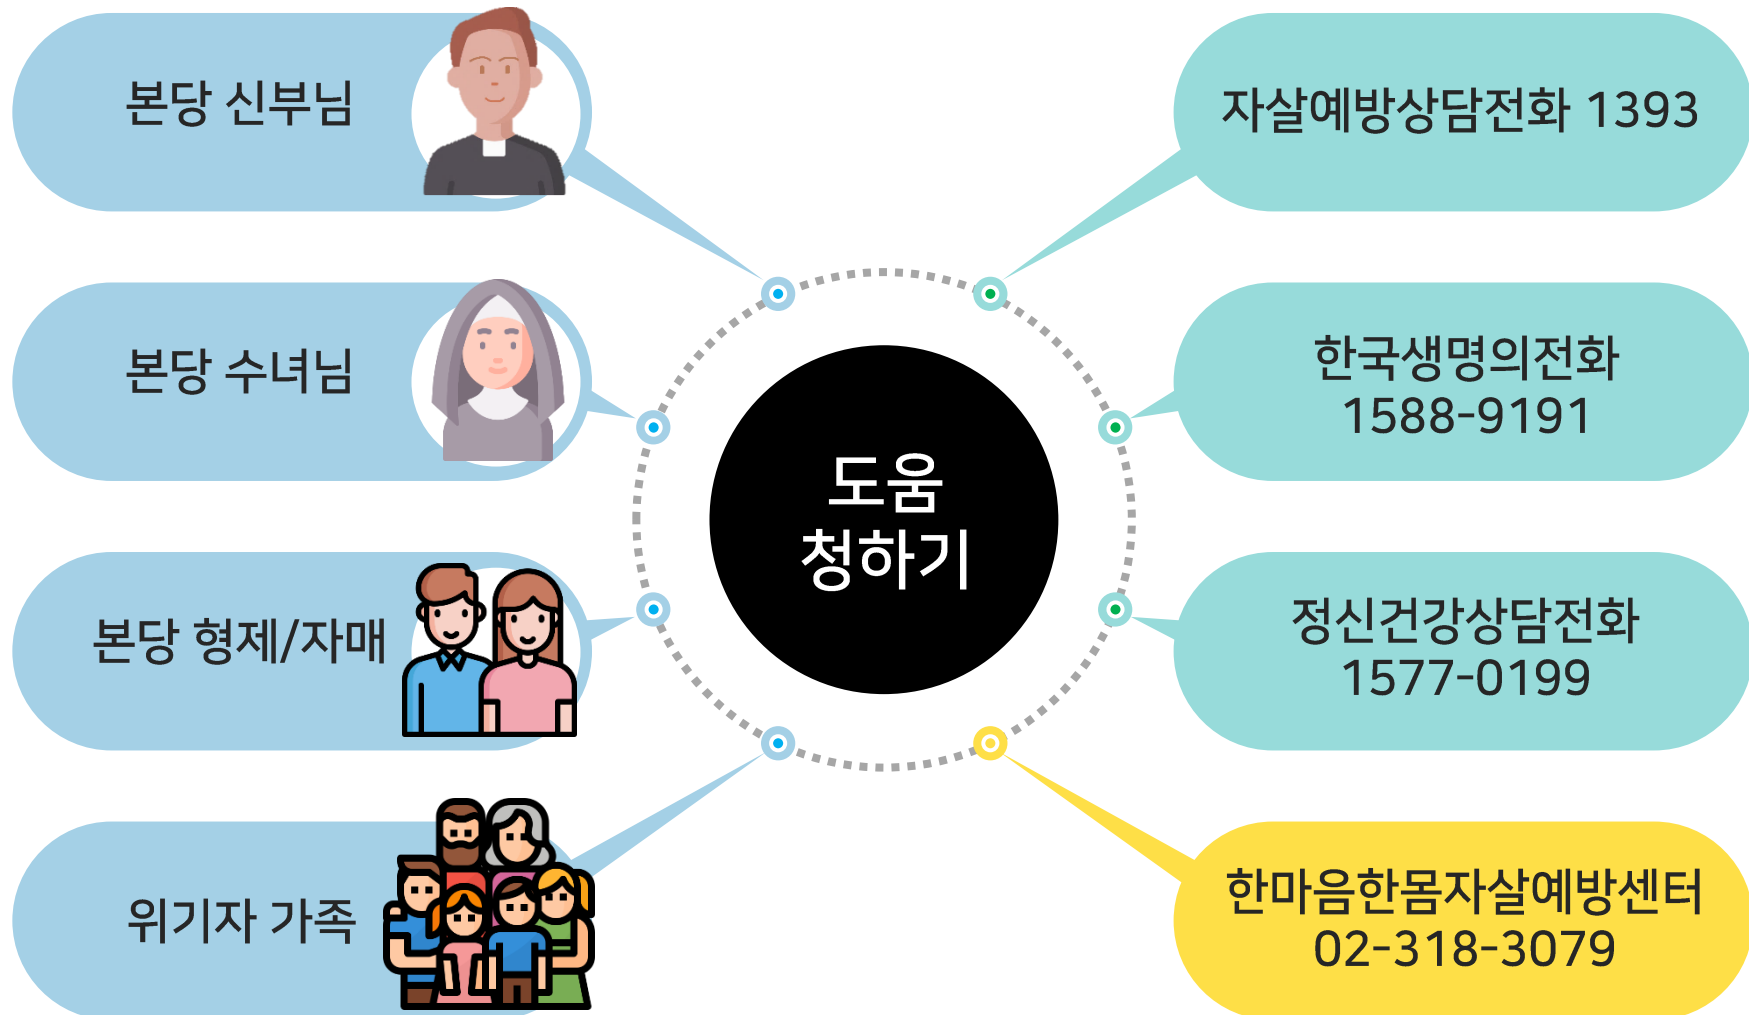 본당 신부님
본당 수녀님
본당 형제/자매
위기자 가족
도움
청하기
자살예방상담전화 1393
한국생명의전화
1588-9191
정신건강상담전화
1577-0199
한마음한몸자살예방센터
02-318-3079